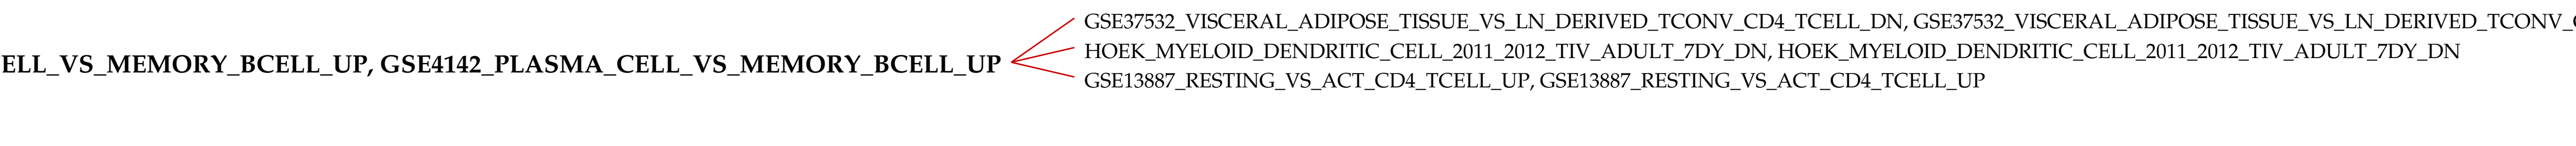 GSE37532_VISCERAL_ADIPOSE_TISSUE_VS_LN_DERIVED_TCONV_CD4_TCELL_DN, GSE37532_VISCERAL_ADIPOSE_TISSUE_VS_LN_DERIVED_TCONV_
ELL_VS_MEMORY_BCELL_UP, GSE4142_PLASMA_CELL_VS_MEMORY_BCELL_UP
HOEK_MYELOID_DENDRITIC_CELL_2011_2012_TIV_ADULT_7DY_DN, HOEK_MYELOID_DENDRITIC_CELL_2011_2012_TIV_ADULT_7DY_DN
GSE13887_RESTING_VS_ACT_CD4_TCELL_UP, GSE13887_RESTING_VS_ACT_CD4_TCELL_UP